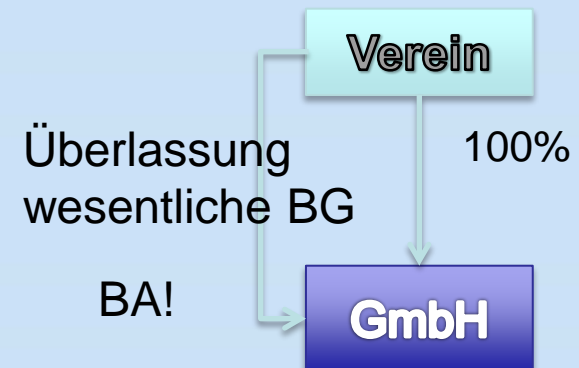 Verein
Überlassung
wesentliche BG
100%
BA!
GmbH